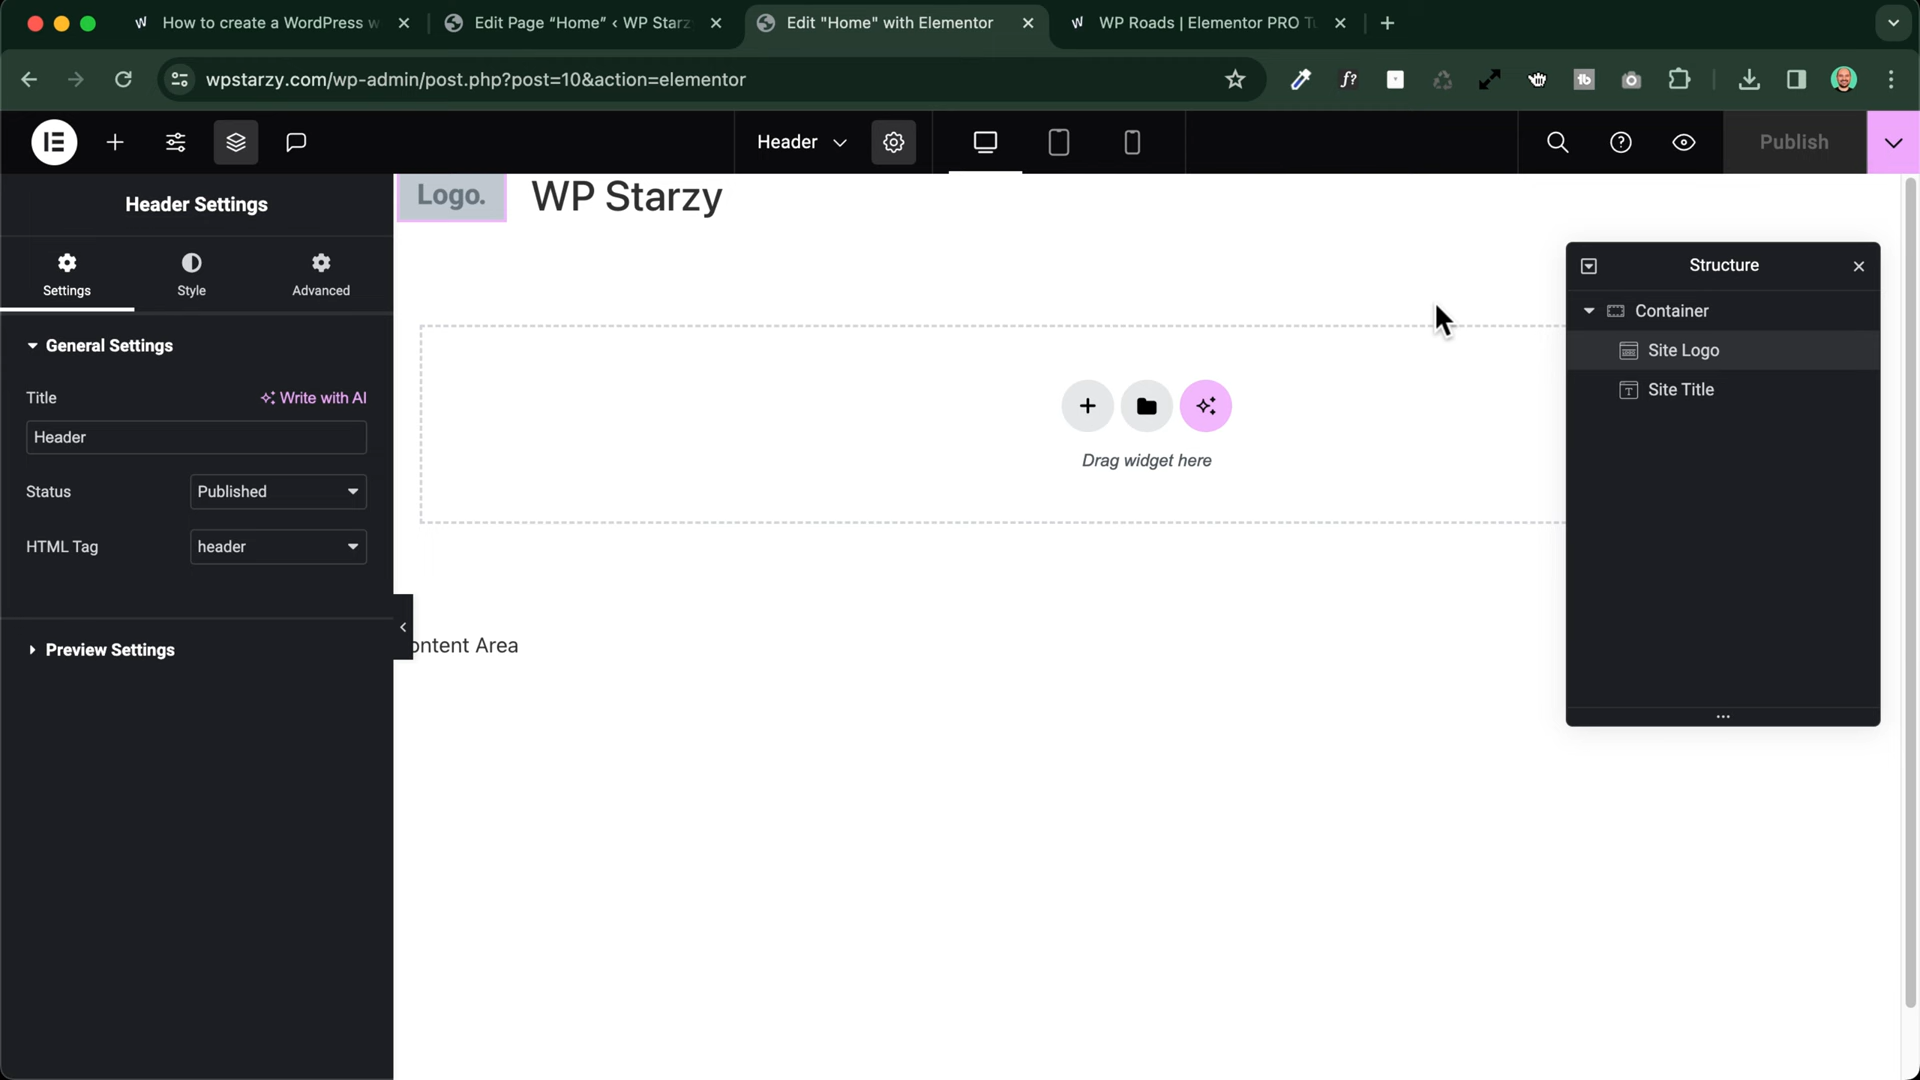 How to create a WordPress w
Edit Page “Home” ‹ WP Starz
Edit "Home" with Elementor
WP Roads | Elementor PRO Tu
wpstarzy.com/wp-admin/post.php?post=10&action=elementor
f?
tb
Header
Publish
Header Settings
Settings
Style
Advanced
General Settings
Title
Write with AI
Header
Status
Published
HTML Tag
header
Preview Settings
Logo.
WP Starzy
Drag widget here
ontent Area
Structure
Container
Site Logo
Site Title